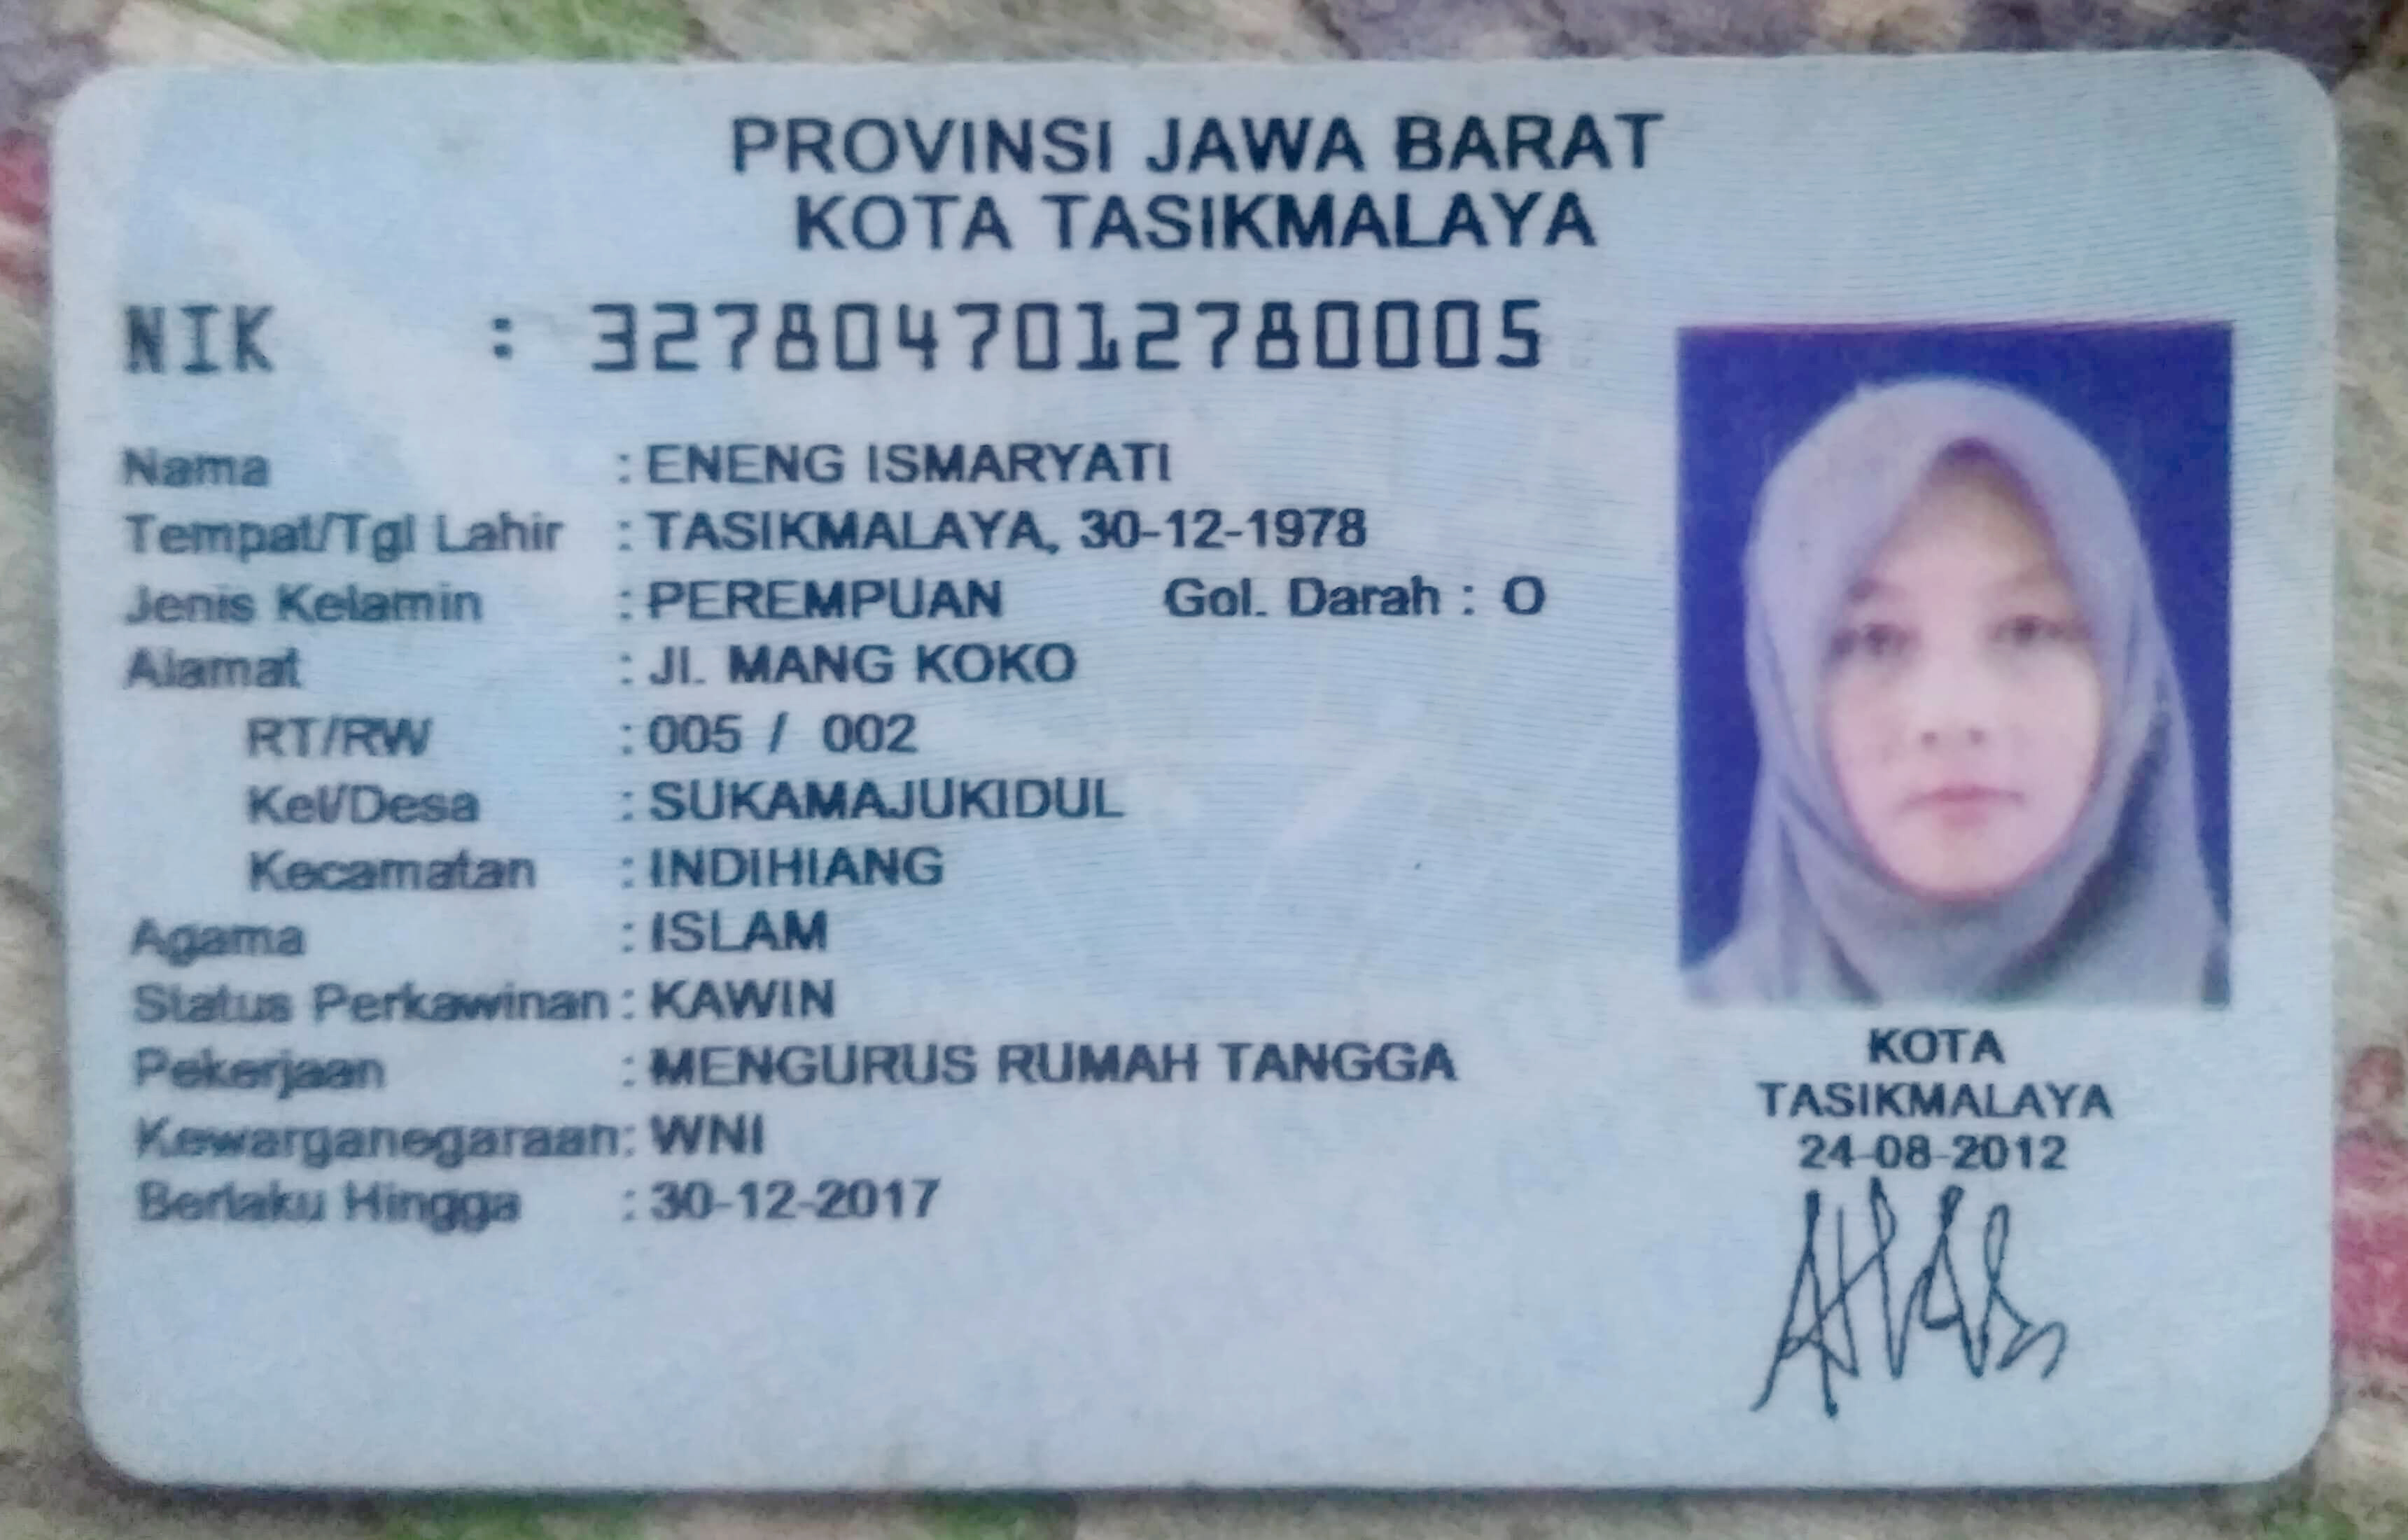 PROVINSI JAWA BARAT
KOTA TASIKMALAYA
NIK : 3278047012780005
Nama : ENENG ISMARYATI
Tempat/Tgl Lahir : TASIKMALAYA, 30-12-1978
Jenis Kelamin : PEREMPUAN Gol. Darah : O
Alamat : Jl. MANG KOKO
RT/RW : 005 / 002
Kel/Desa : SUKAMAJUKIDUL
Kecamatan : INDIHIANG
Agama : ISLAM
Status Perkawinan : KAWIN
Pekerjaan : MENGURUS RUMAH TANGGA
Kewarganegaraan : WNI
Berlaku Hingga : 30-12-2017
KOTA
TASIKMALAYA
24-08-2012